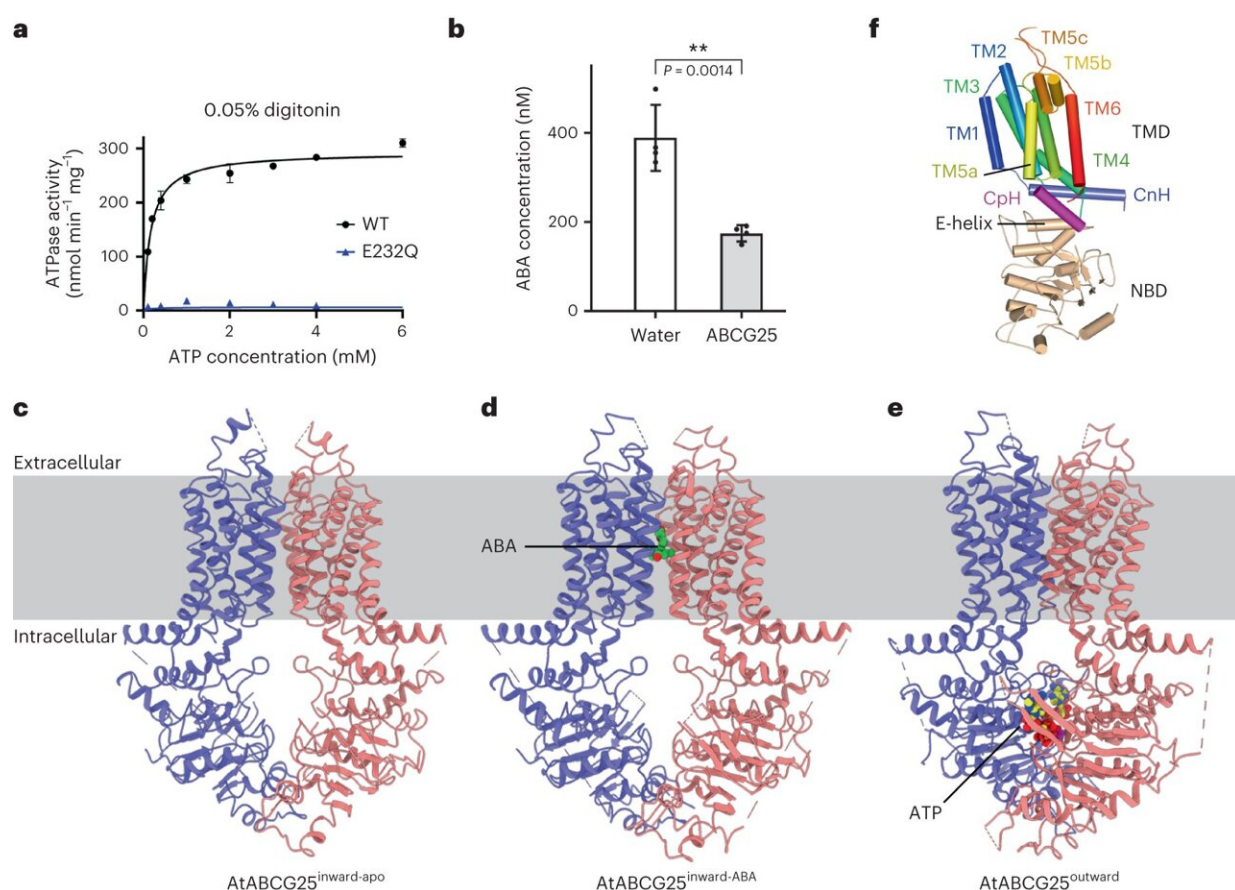 a
0.05% digitonin
ATPase activity
(nmol min⁻¹ mg⁻¹)
300
200
100
0
0
2
4
6
ATP concentration (mM)
WT
E232Q
b
**
P = 0.0014
ABA concentration (nM)
400
200
0
Water
ABCG25
f
TM5c
TM2
TM5b
TM3
TM6
TM1
TMD
TM5a
TM4
CpH
CnH
E-helix
NBD
c
d
e
Extracellular
ABA
Intracellular
ATP
AtABCG25inward-apo
AtABCG25inward-ABA
AtABCG25outward